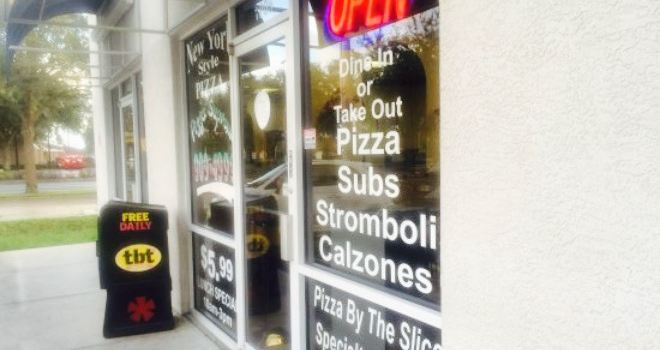 FREE
DAILY
tbt
New York
Style
PIZZA
$5.99
LUNCH SPECIAL
OPEN
Dine In
or
Take Out
Pizza
Subs
Stromboli
Calzones
Pizza By The Slice